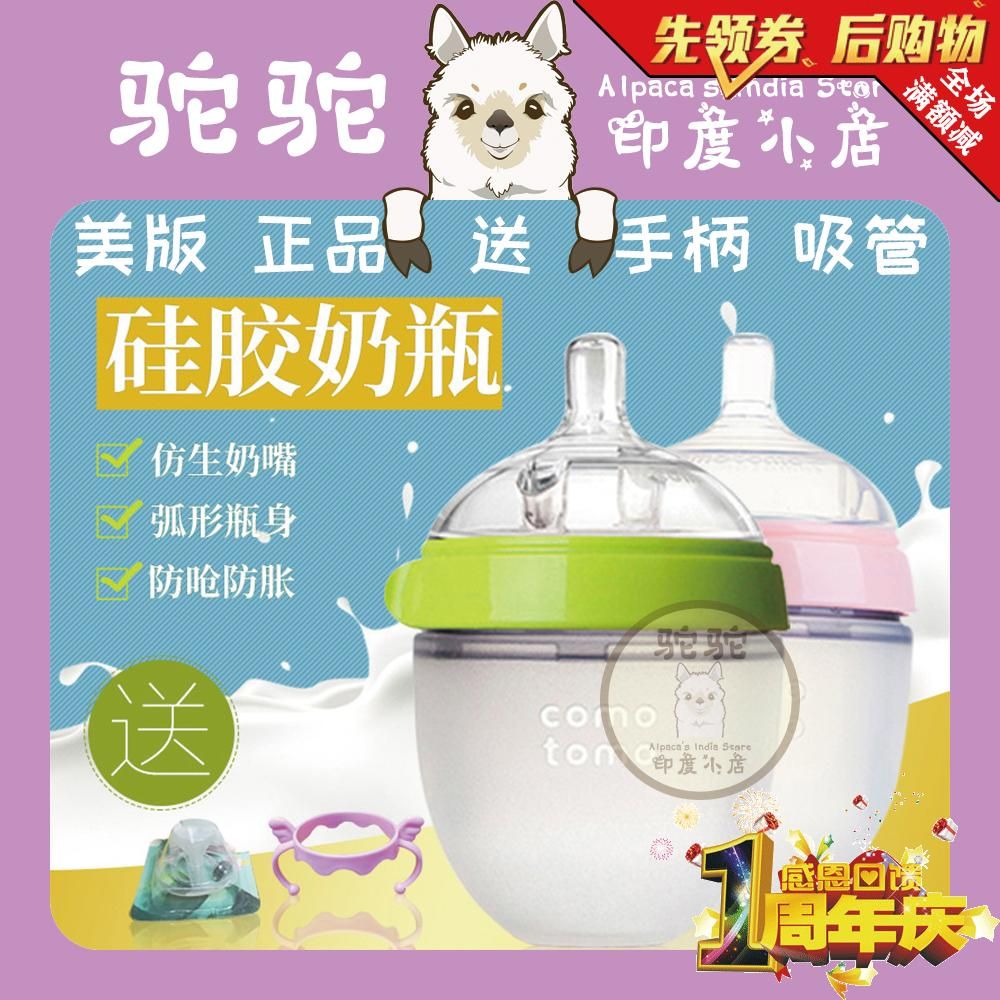 先领券 后购物
全场
满额减
驼驼
Alpaca's India Store
印度小店
美版 正品 送 手柄 吸管
硅胶奶瓶
仿生奶嘴
弧形瓶身
防呛防胀
送
como
tomo
驼驼
Alpaca's India Store
印度小店
感恩回馈
1周年庆